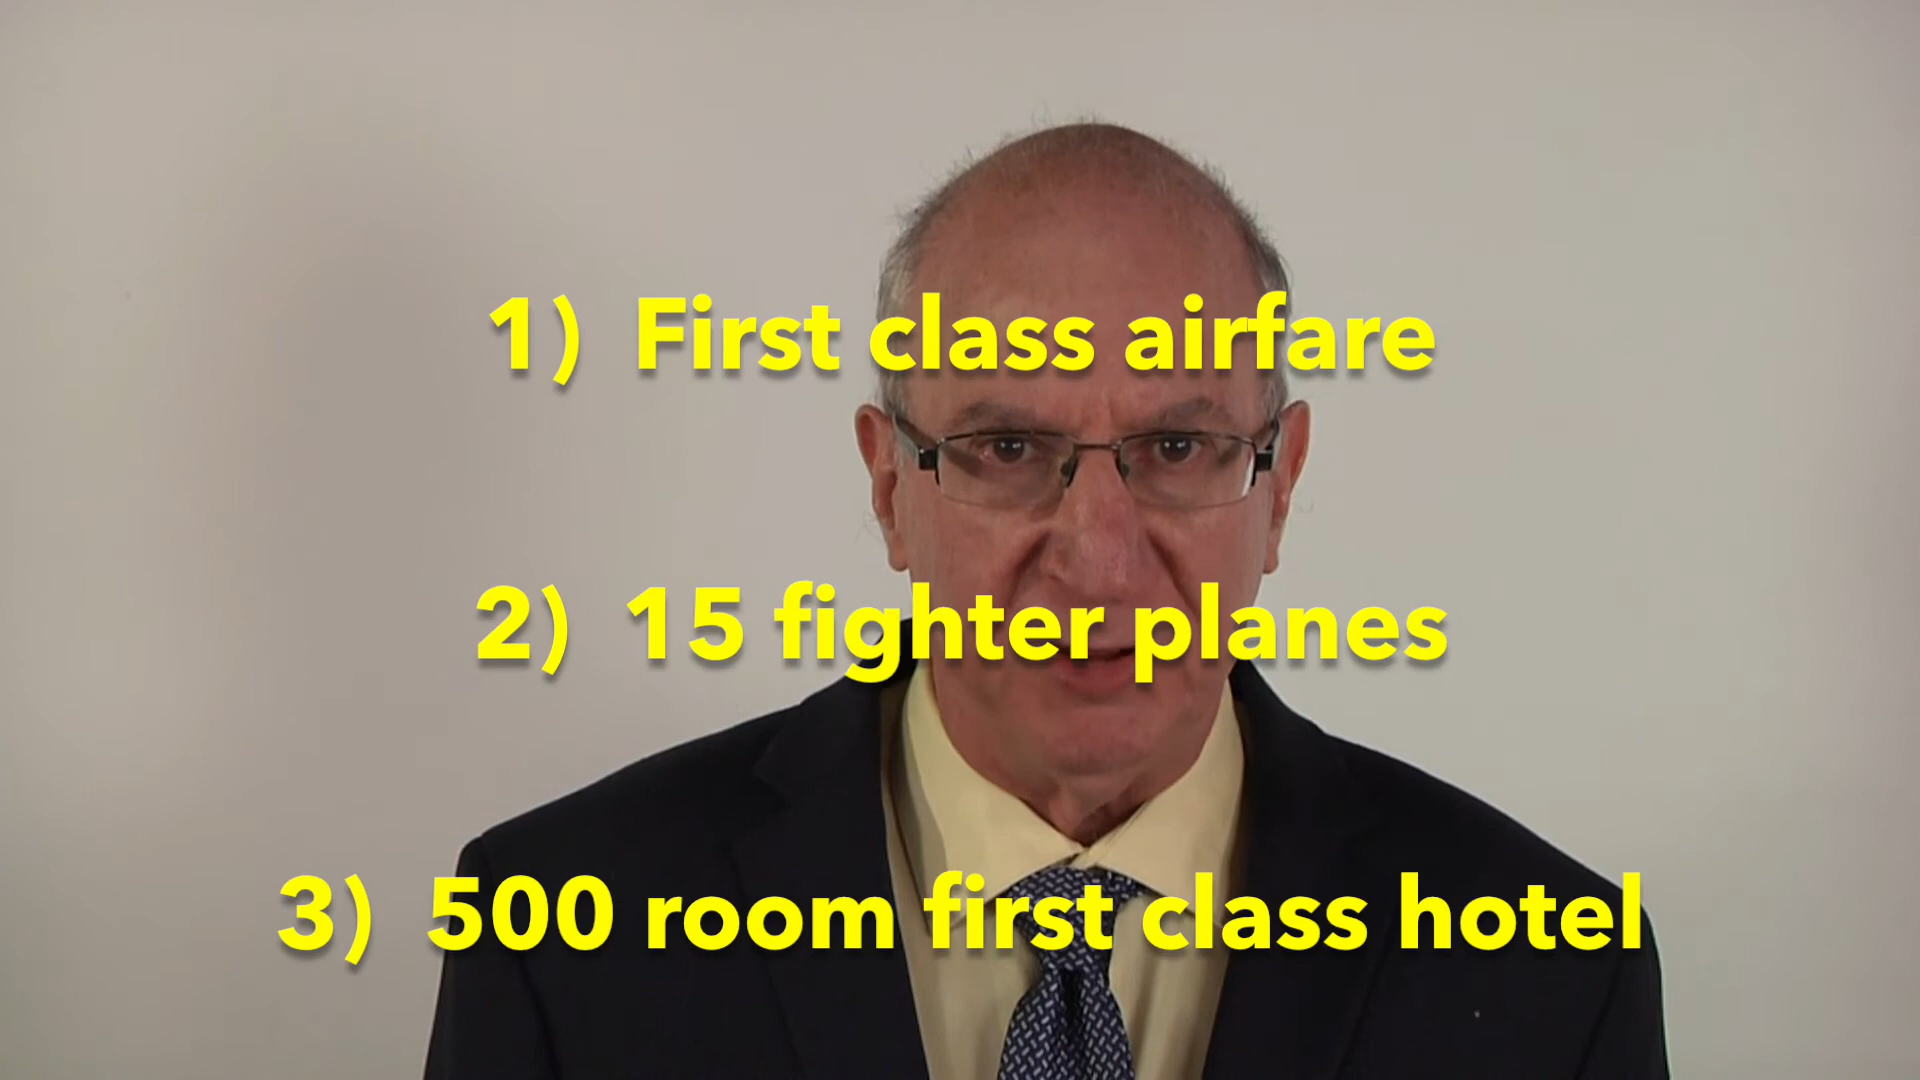 1) First class airfare
2) 15 fighter planes
3) 500 room first class hotel